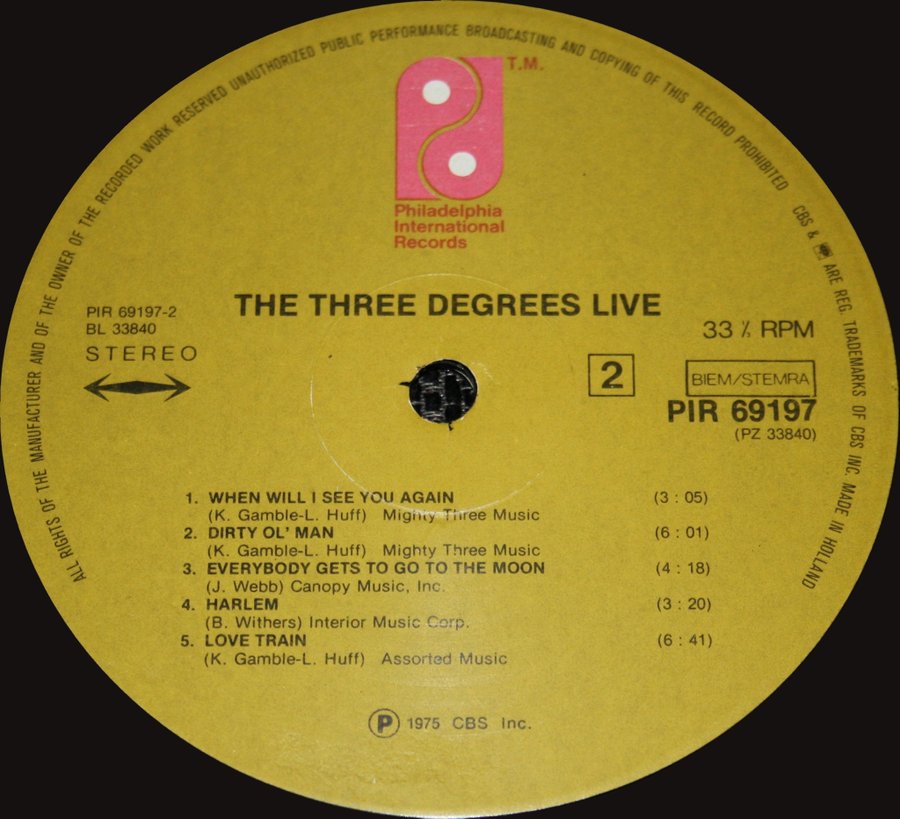 ALL RIGHTS OF THE MANUFACTURER AND OF THE OWNER OF THE RECORDED WORK RESERVED UNAUTHORIZED PUBLIC PERFORMANCE BROADCASTING AND COPYING OF THIS RECORD PROHIBITED
CBS & ARE REG. TRADEMARKS OF CBS INC. MADE IN HOLLAND
T.M.
Philadelphia
International
Records
THE THREE DEGREES LIVE
PIR 69197-2
BL 33840
STEREO
33 ⅓ RPM
2
BIEM/STEMRA
PIR 69197
(PZ 33840)
1. WHEN WILL I SEE YOU AGAIN (3 : 05)
(K. Gamble-L. Huff) Mighty Three Music
2. DIRTY OL' MAN (6 : 01)
(K. Gamble-L. Huff) Mighty Three Music
3. EVERYBODY GETS TO GO TO THE MOON (4 : 18)
(J. Webb) Canopy Music, Inc.
4. HARLEM (3 : 20)
(B. Withers) Interior Music Corp.
5. LOVE TRAIN (6 : 41)
(K. Gamble-L. Huff) Assorted Music
Ⓟ 1975 CBS Inc.